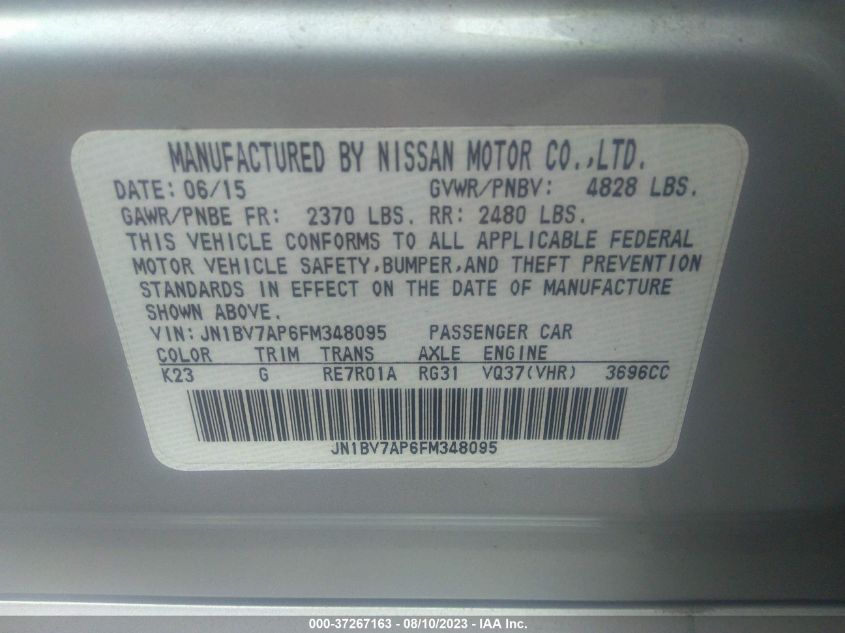 MANUFACTURED BY NISSAN MOTOR CO.,LTD.
DATE: 06/15 GVWR/PNBV: 4828 LBS.
GAWR/PNBE FR: 2370 LBS. RR: 2480 LBS.
THIS VEHICLE CONFORMS TO ALL APPLICABLE FEDERAL
MOTOR VEHICLE SAFETY,BUMPER,AND THEFT PREVENTION
STANDARDS IN EFFECT ON THE DATE OF MANUFACTURE
SHOWN ABOVE.
VIN: JN1BV7AP6FM348095 PASSENGER CAR
COLOR TRIM TRANS AXLE ENGINE
K23 G RE7R01A RG31 VQ37(VHR) 3696CC
JN1BV7AP6FM348095
000-37267163 - 08/10/2023 - IAA Inc.